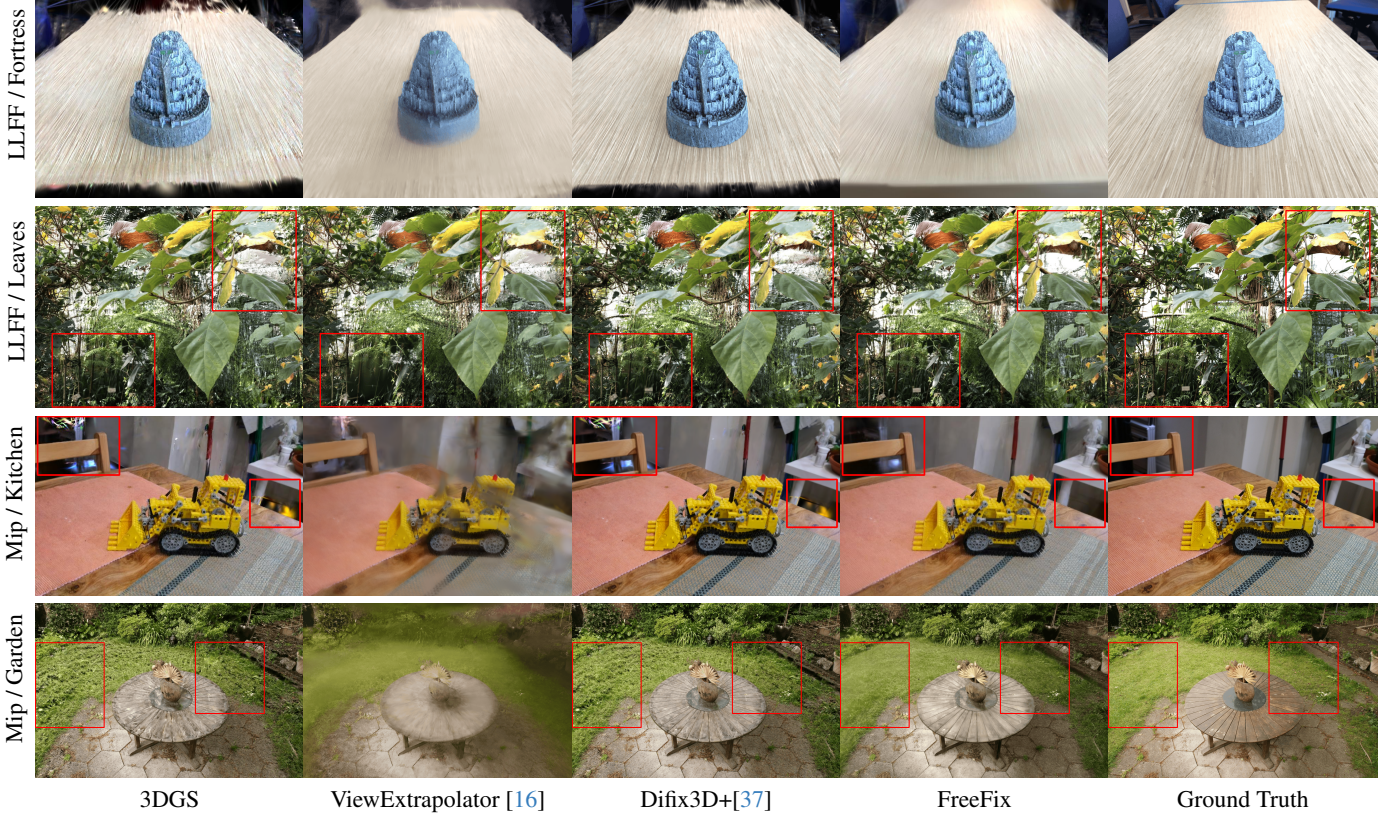 LLFF / Fortress
LLFF / Leaves
Mip / Kitchen
Mip / Garden
3DGS
ViewExtrapolator [16]
Difix3D+[37]
FreeFix
Ground Truth